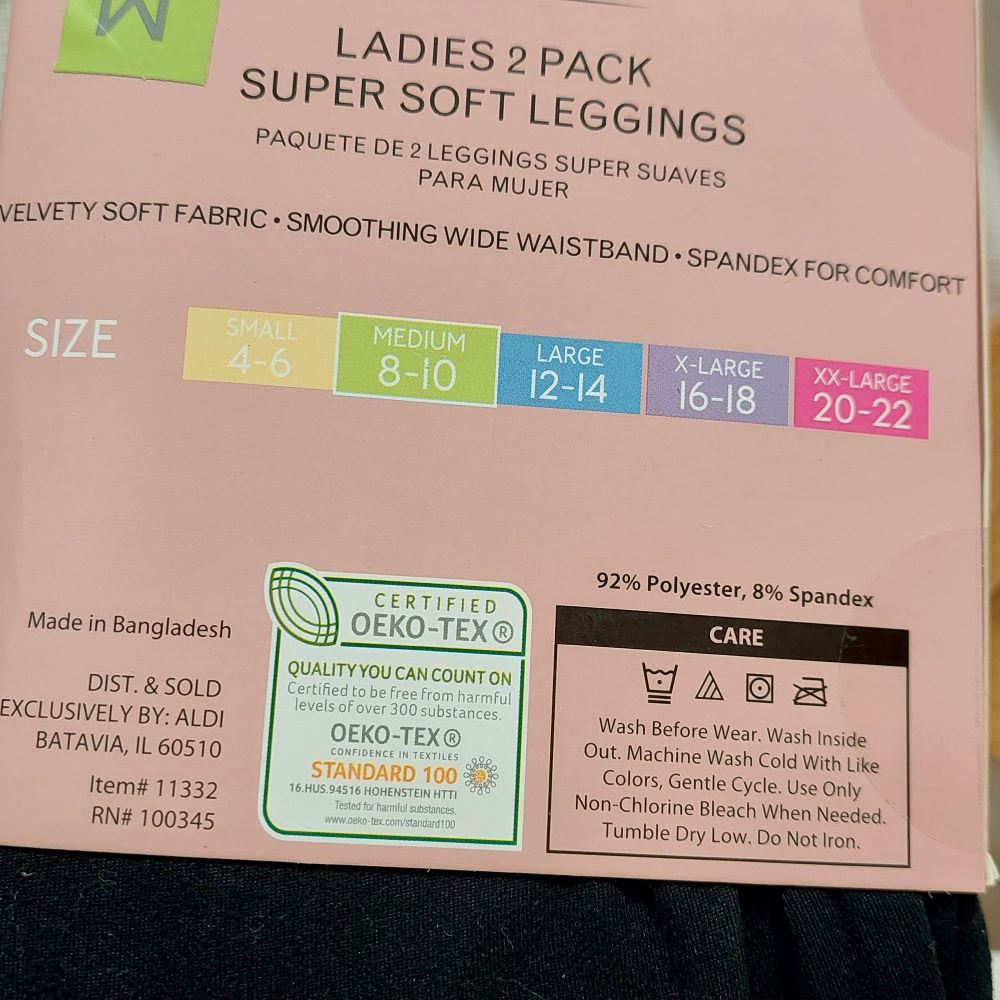 M
LADIES 2 PACK
SUPER SOFT LEGGINGS
PAQUETE DE 2 LEGGINGS SUPER SUAVES
PARA MUJER
VELVETY SOFT FABRIC • SMOOTHING WIDE WAISTBAND • SPANDEX FOR COMFORT
SIZE
SMALL
4-6
MEDIUM
8-10
LARGE
12-14
X-LARGE
16-18
XX-LARGE
20-22
Made in Bangladesh
DIST. & SOLD
EXCLUSIVELY BY: ALDI
BATAVIA, IL 60510
Item# 11332
RN# 100345
CERTIFIED
OEKO-TEX®
QUALITY YOU CAN COUNT ON
Certified to be free from harmful
levels of over 300 substances.
OEKO-TEX®
CONFIDENCE IN TEXTILES
STANDARD 100
16.HUS.94516 HOHENSTEIN HTTI
Tested for harmful substances.
www.oeko-tex.com/standard100
92% Polyester, 8% Spandex
CARE
Wash Before Wear. Wash Inside
Out. Machine Wash Cold With Like
Colors, Gentle Cycle. Use Only
Non-Chlorine Bleach When Needed.
Tumble Dry Low. Do Not Iron.